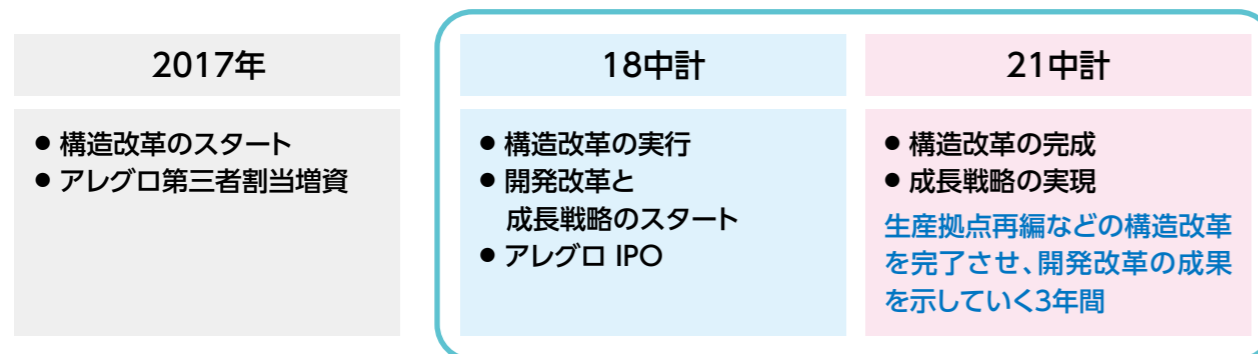 2017年
● 構造改革のスタート
● アレグロ第三者割当増資
18中計
● 構造改革の実行
● 開発改革と
成長戦略のスタート
● アレグロ IPO
21中計
● 構造改革の完成
● 成長戦略の実現
生産拠点再編などの構造改革
を完了させ、開発改革の成果
を示していく3年間